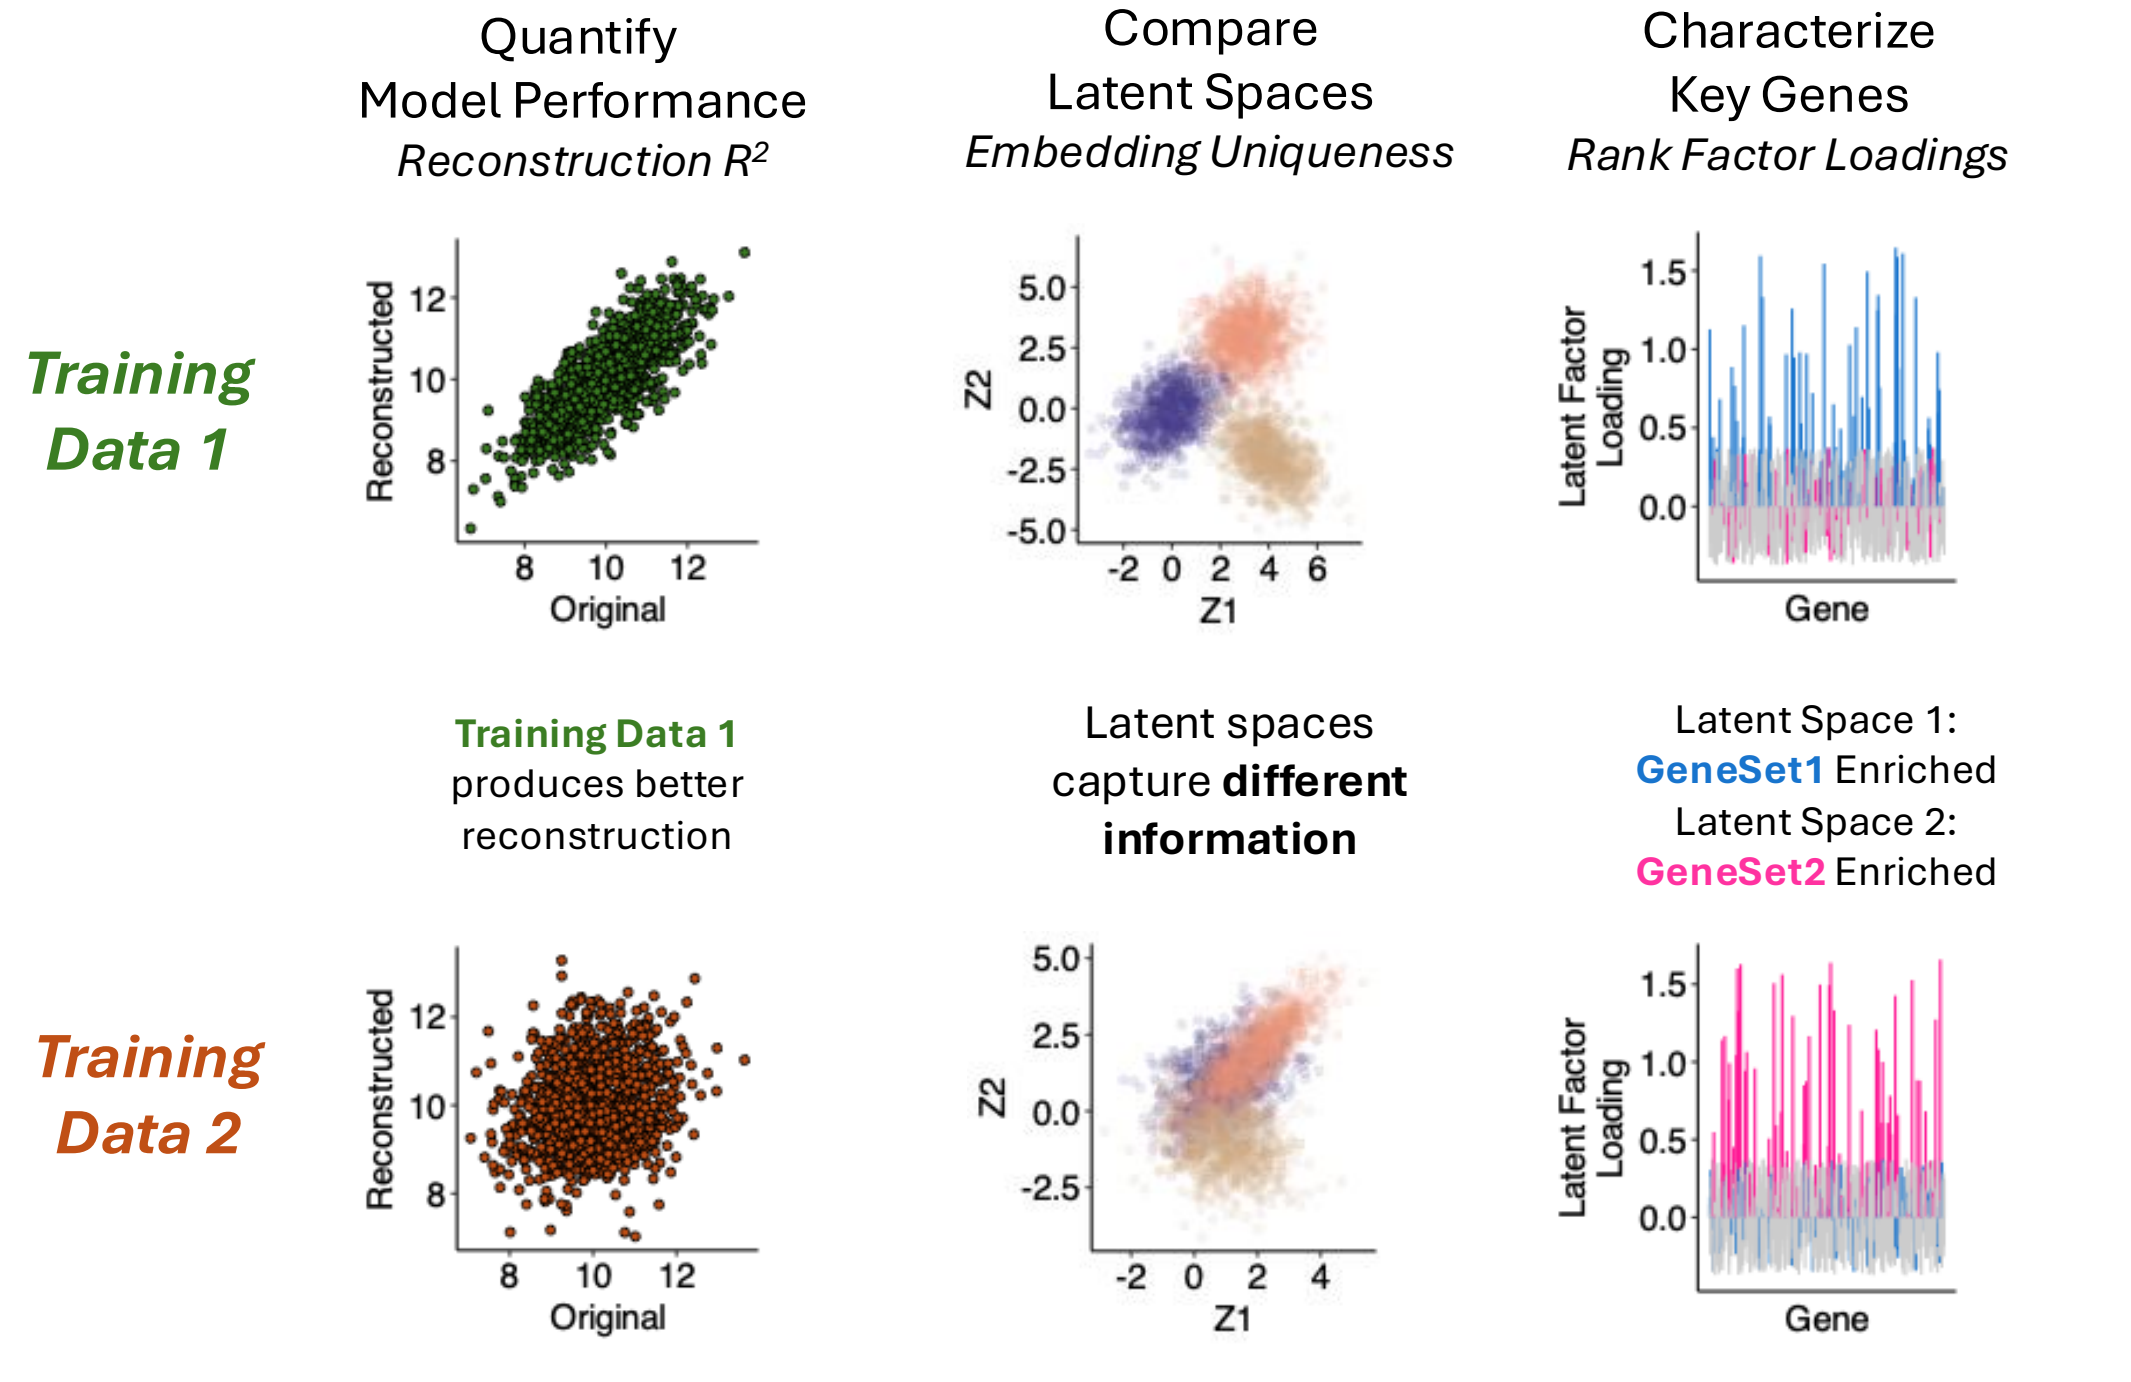 Quantify
Model Performance
Reconstruction R²
Compare
Latent Spaces
Embedding Uniqueness
Characterize
Key Genes
Rank Factor Loadings
Training
Data 1
Reconstructed
12
10
8
8 10 12
Original
Z2
5.0
2.5
0.0
-2.5
-5.0
-2 0 2 4 6
Z1
Latent Factor
Loading
1.5
1.0
0.5
0.0
Gene
Training Data 1
produces better
reconstruction
Latent spaces
capture different
information
Latent Space 1:
GeneSet1 Enriched
Latent Space 2:
GeneSet2 Enriched
Training
Data 2
Reconstructed
12
10
8
8 10 12
Original
Z2
5.0
2.5
0.0
-2.5
-2 0 2 4
Z1
Latent Factor
Loading
1.5
1.0
0.5
0.0
Gene